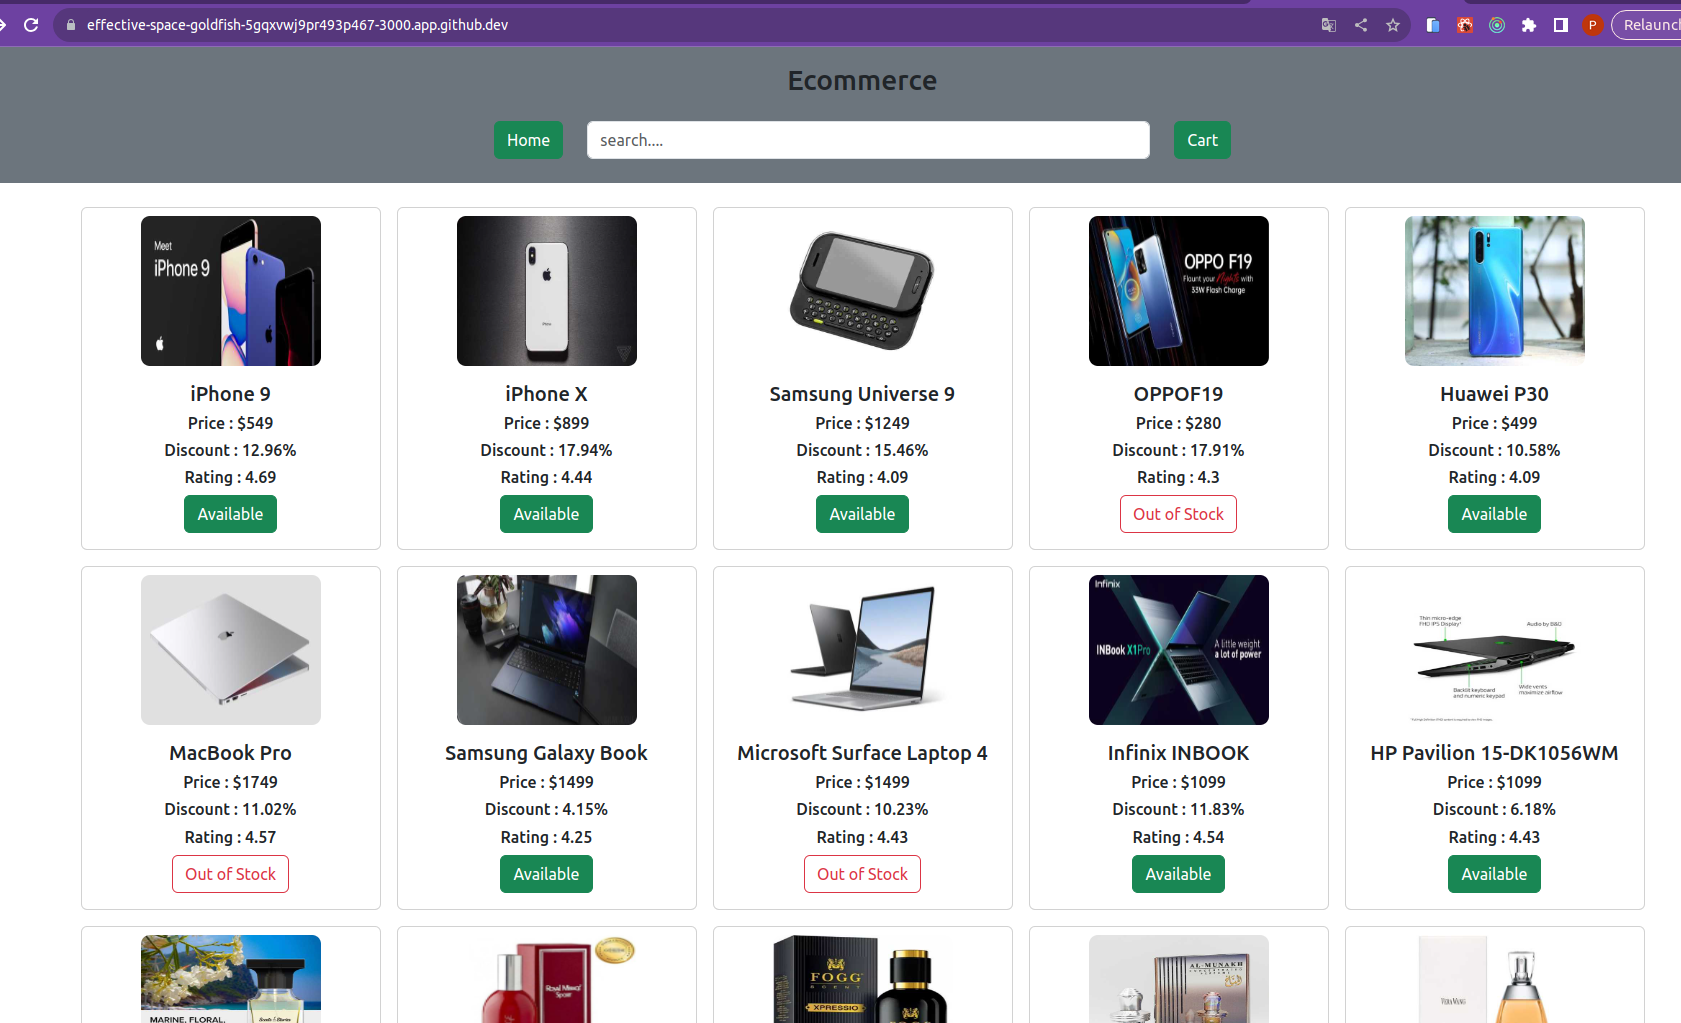 effective-space-goldfish-5gqxvwj9pr493p467-3000.app.github.dev
P
Relaunch
Ecommerce
Home
search....
Cart
Meet
iPhone 9
OPPO F19
Flaunt your Nights with
33W Flash Charge
iPhone 9
Price : $549
Discount : 12.96%
Rating : 4.69
Available
iPhone X
Price : $899
Discount : 17.94%
Rating : 4.44
Available
Samsung Universe 9
Price : $1249
Discount : 15.46%
Rating : 4.09
Available
OPPOF19
Price : $280
Discount : 17.91%
Rating : 4.3
Out of Stock
Huawei P30
Price : $499
Discount : 10.58%
Rating : 4.09
Available
Infinix
INBook X1Pro
A little weight
a lot of power
Thin micro-edge
FHD IPS Display*
Audio by B&O
Backlit keyboard
and numeric keypad
Wide vents
maximize airflow
MacBook Pro
Price : $1749
Discount : 11.02%
Rating : 4.57
Out of Stock
Samsung Galaxy Book
Price : $1499
Discount : 4.15%
Rating : 4.25
Available
Microsoft Surface Laptop 4
Price : $1499
Discount : 10.23%
Rating : 4.43
Out of Stock
Infinix INBOOK
Price : $1099
Discount : 11.83%
Rating : 4.54
Available
HP Pavilion 15-DK1056WM
Price : $1099
Discount : 6.18%
Rating : 4.43
Available
MARINE, FLORAL,
Royal Mirage
Sport
FOGG
SCENT
XPRESSIO
AL-MUNAKH
VERA WANG